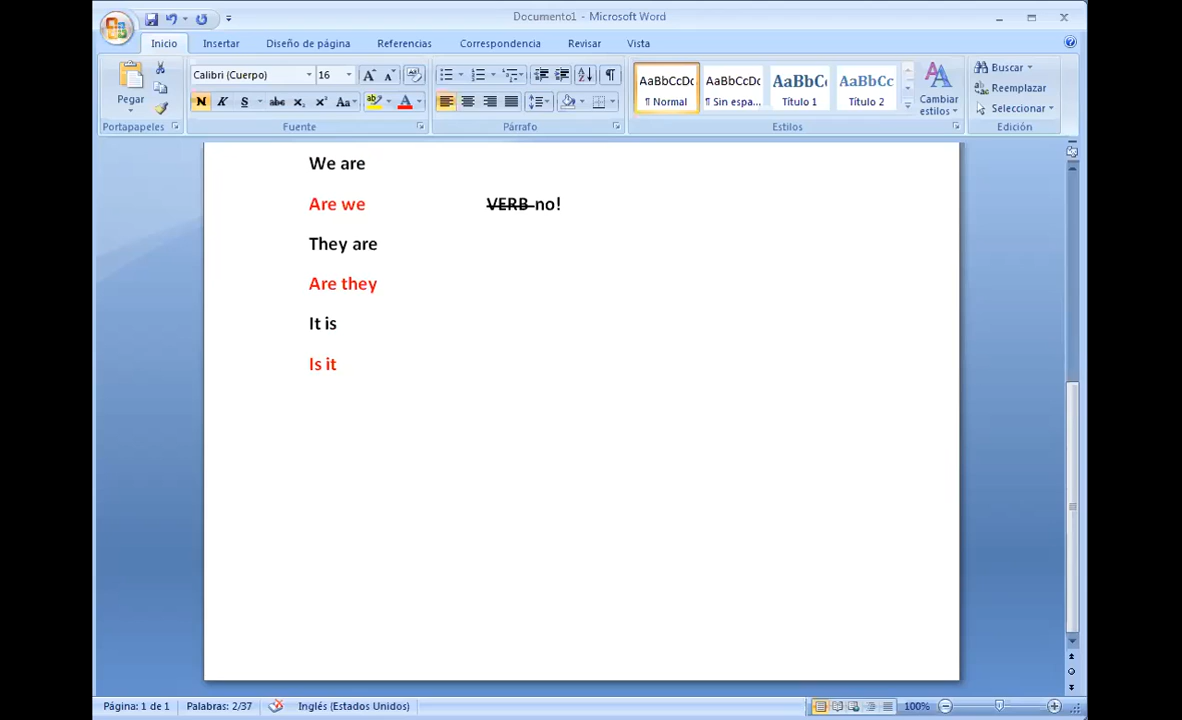 Documento1 - Microsoft Word
Inicio Insertar Diseño de página Referencias Correspondencia Revisar Vista
Pegar
Calibri (Cuerpo) 16
N K S abc x₂ x² Aa
AaBbCcDc AaBbCcDc AaBbC AaBbCc
¶ Normal ¶ Sin espa... Título 1 Título 2
Cambiar estilos
Buscar
Reemplazar
Seleccionar
Portapapeles Fuente Párrafo Estilos Edición
We are
Are we VERB no!
They are
Are they
It is
Is it
Página: 1 de 1 Palabras: 2/37 Inglés (Estados Unidos) 100%